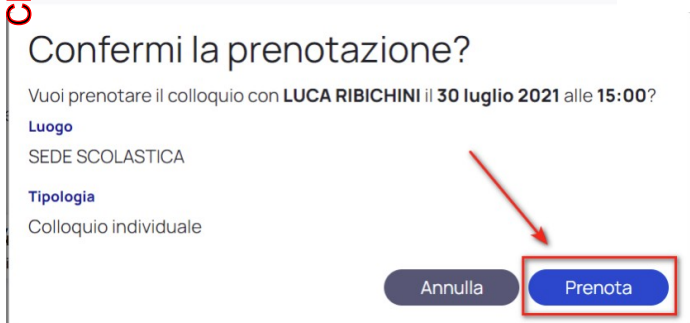 Confermi la prenotazione?
Vuoi prenotare il colloquio con LUCA RIBICHINI il 30 luglio 2021 alle 15:00?
Luogo
SEDE SCOLASTICA
Tipologia
Colloquio individuale
Annulla Prenota